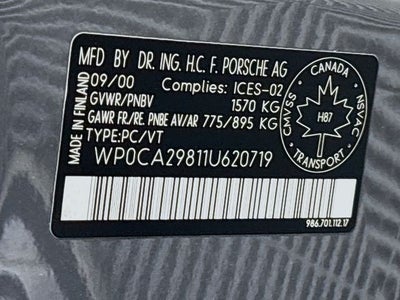 MFD BY DR. ING. H.C. F. PORSCHE AG
09/00 Complies: ICES-02
GVWR/PNBV 1570 KG
GAWR FR/RE. PNBE AV/AR 775/895 KG
TYPE:PC/VT
WP0CA29811U620719
MADE IN FINLAND
CANADA
CMVSS
NSVAC
H87
TRANSPORT
986.701.112.17